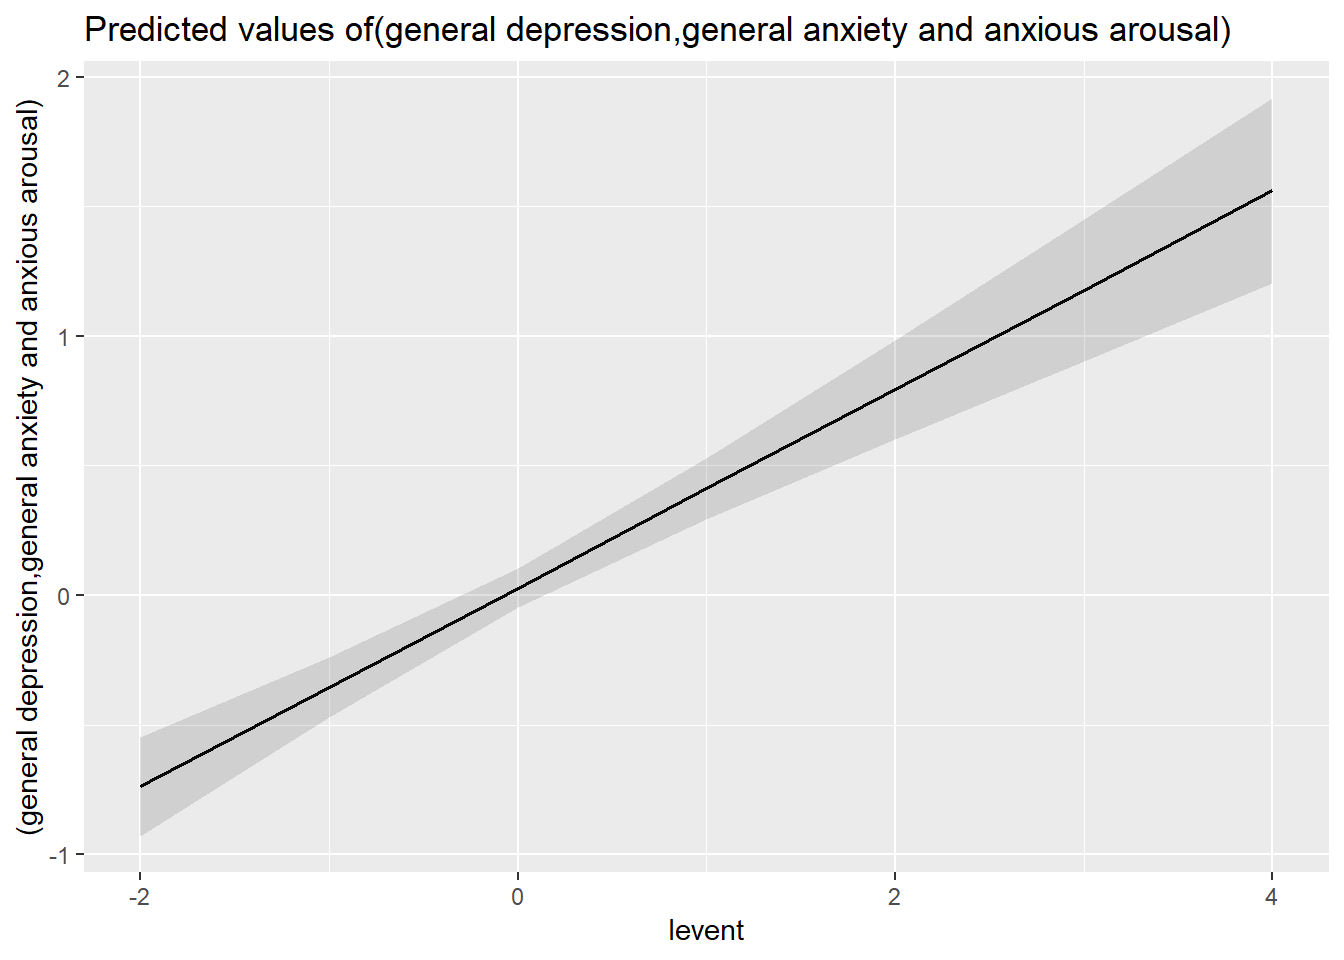 Predicted values of(general depression,general anxiety and anxious arousal)
(general depression,general anxiety and anxious arousal)
2
1
0
-1
-2
0
2
4
levent